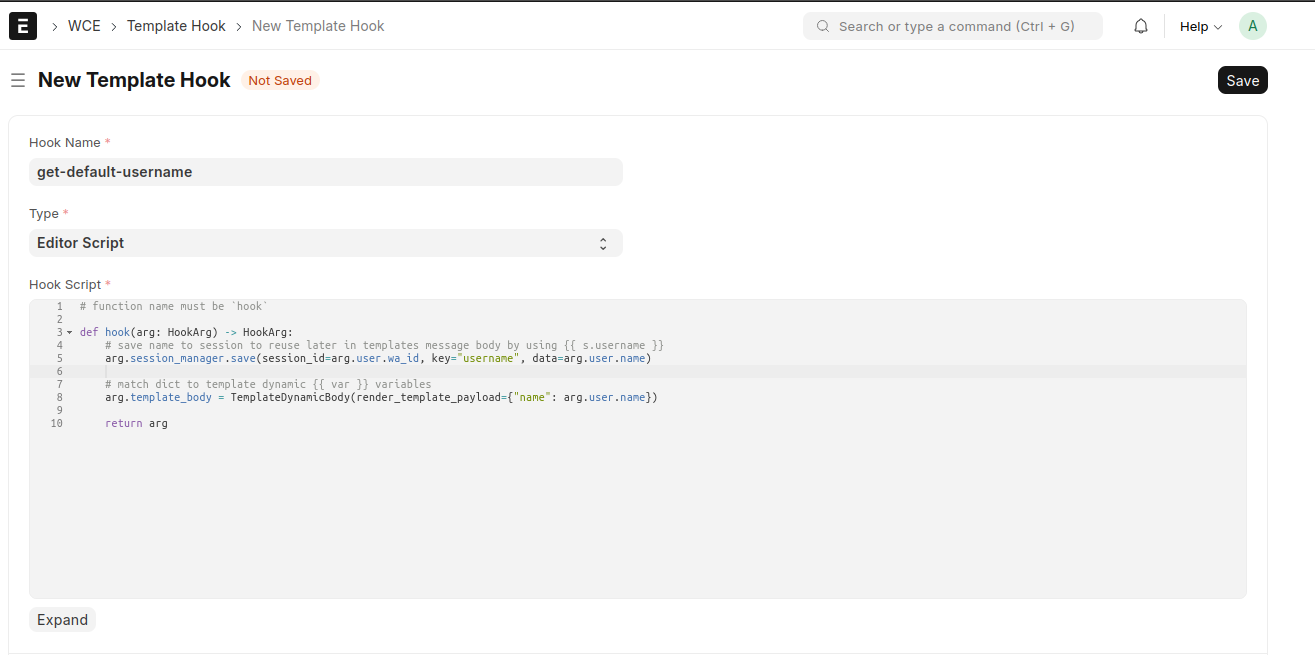 E > WCE > Template Hook > New Template Hook
Search or type a command (Ctrl + G)
Help
A
New Template Hook
Not Saved
Save
Hook Name *
get-default-username
Type *
Editor Script
Hook Script *
1 # function name must be `hook`
2
3 def hook(arg: HookArg) -> HookArg:
4 # save name to session to reuse later in templates message body by using {{ s.username }}
5 arg.session_manager.save(session_id=arg.user.wa_id, key="username", data=arg.user.name)
6
7 # match dict to template dynamic {{ var }} variables
8 arg.template_body = TemplateDynamicBody(render_template_payload={"name": arg.user.name})
9
10 return arg
Expand